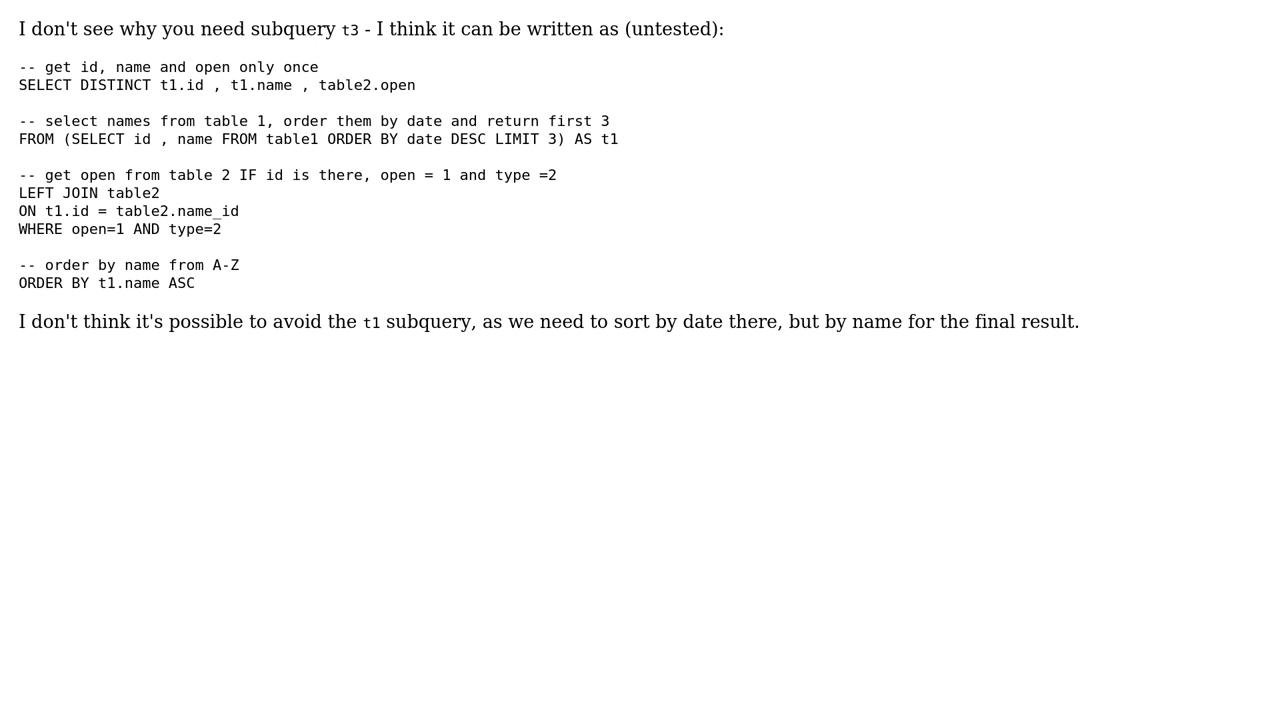 I don't see why you need subquery t3 - I think it can be written as (untested):
-- get id, name and open only once
SELECT DISTINCT t1.id , t1.name , table2.open
-- select names from table 1, order them by date and return first 3
FROM (SELECT id , name FROM table1 ORDER BY date DESC LIMIT 3) AS t1
-- get open from table 2 IF id is there, open = 1 and type =2
LEFT JOIN table2
ON t1.id = table2.name_id
WHERE open=1 AND type=2
-- order by name from A-Z
ORDER BY t1.name ASC
I don't think it's possible to avoid the t1 subquery, as we need to sort by date there, but by name for the final result.